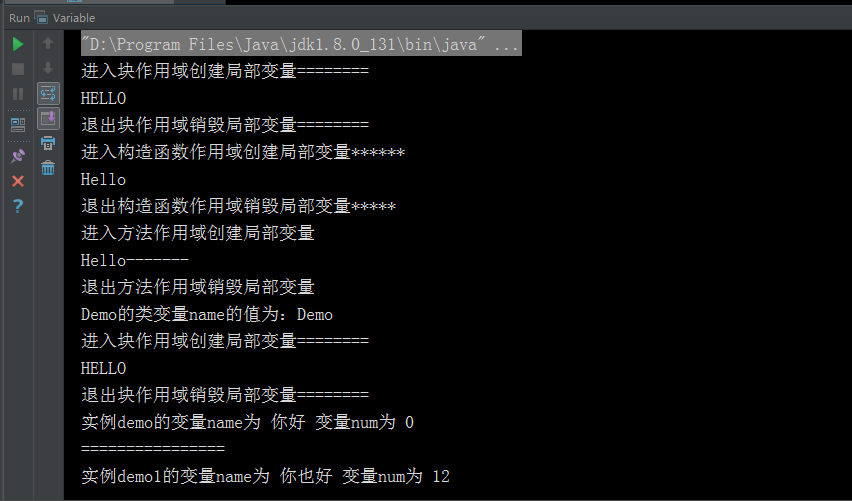 Run Variable
"D:\Program Files\Java\jdk1.8.0_131\bin\java" ...
进入块作用域创建局部变量========
HELLO
退出块作用域销毁局部变量========
进入构造函数作用域创建局部变量******
Hello
退出构造函数作用域销毁局部变量*****
进入方法作用域创建局部变量
Hello-------
退出方法作用域销毁局部变量
Demo的类变量name的值为：Demo
进入块作用域创建局部变量========
HELLO
退出块作用域销毁局部变量========
实例demo的变量name为 你好 变量num为 0
================
实例demo1的变量name为 你也好 变量num为 12